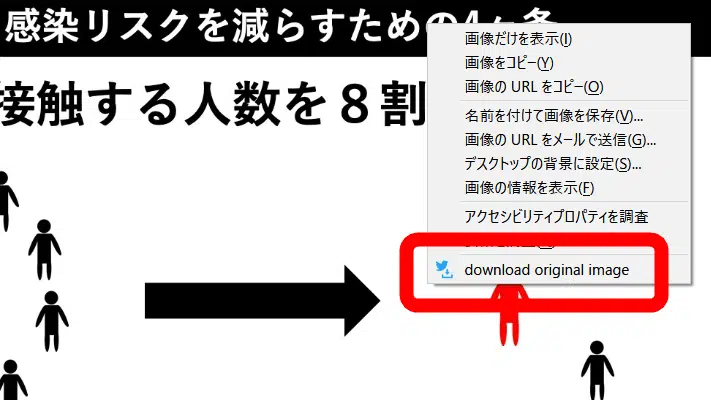 感染リスクを減らすための4ヶ条
接触する人数を８割
画像だけを表示(I)
画像をコピー(Y)
画像の URL をコピー(O)
名前を付けて画像を保存(V)...
画像の URL をメールで送信(G)...
デスクトップの背景に設定(S)...
画像の情報を表示(F)
アクセシビリティプロパティを調査
download original image